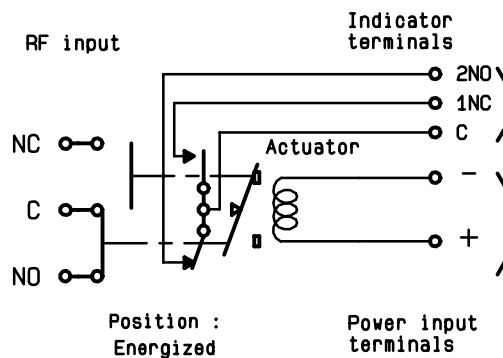 RF input
Indicator
terminals
2NO
1NC
C
NC
Actuator
-
C
+
NO
Position :
Energized
Power input
terminals